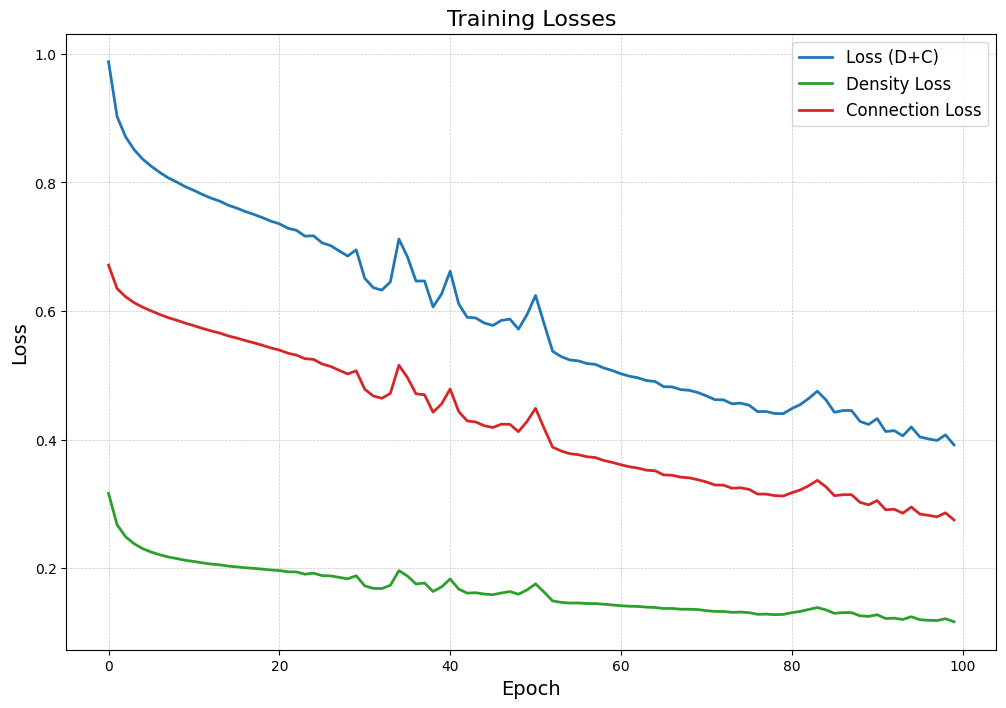 Training Losses
Loss (D+C)
Density Loss
Connection Loss
Loss
1.0
0.8
0.6
0.4
0.2
0 20 40 60 80 100
Epoch